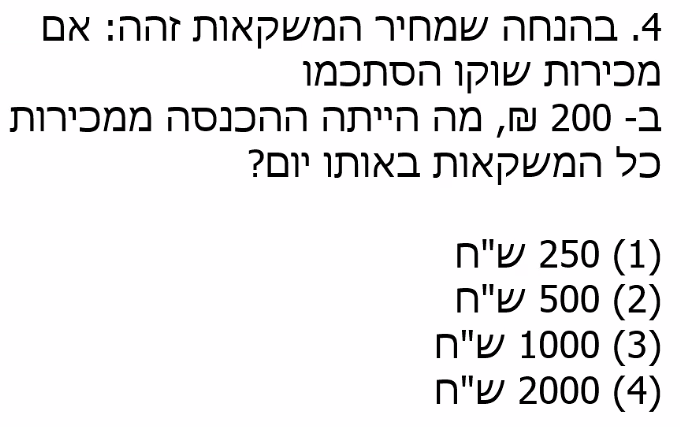 4. בהנחה שמחיר המשקאות זהה: אם
מכירות שוקו הסתכמו
ב- 200 ₪, מה הייתה ההכנסה ממכירות
כל המשקאות באותו יום?
(1) 250 ש"ח
(2) 500 ש"ח
(3) 1000 ש"ח
(4) 2000 ש"ח